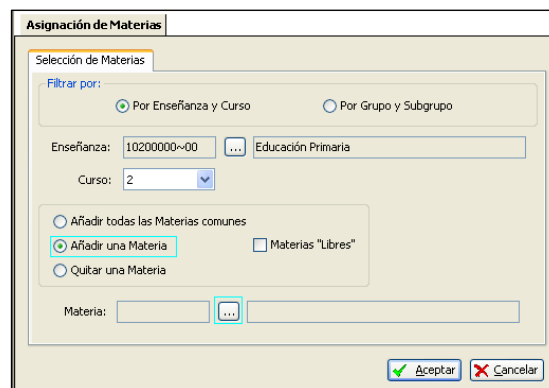 Asignación de Materias
Selección de Materias
Filtrar por:
Por Enseñanza y Curso
Por Grupo y Subgrupo
Enseñanza: 10200000~00 ... Educación Primaria
Curso: 2
Añadir todas las Materias comunes
Añadir una Materia
Materias "Libres"
Quitar una Materia
Materia: ...
Aceptar
Cancelar